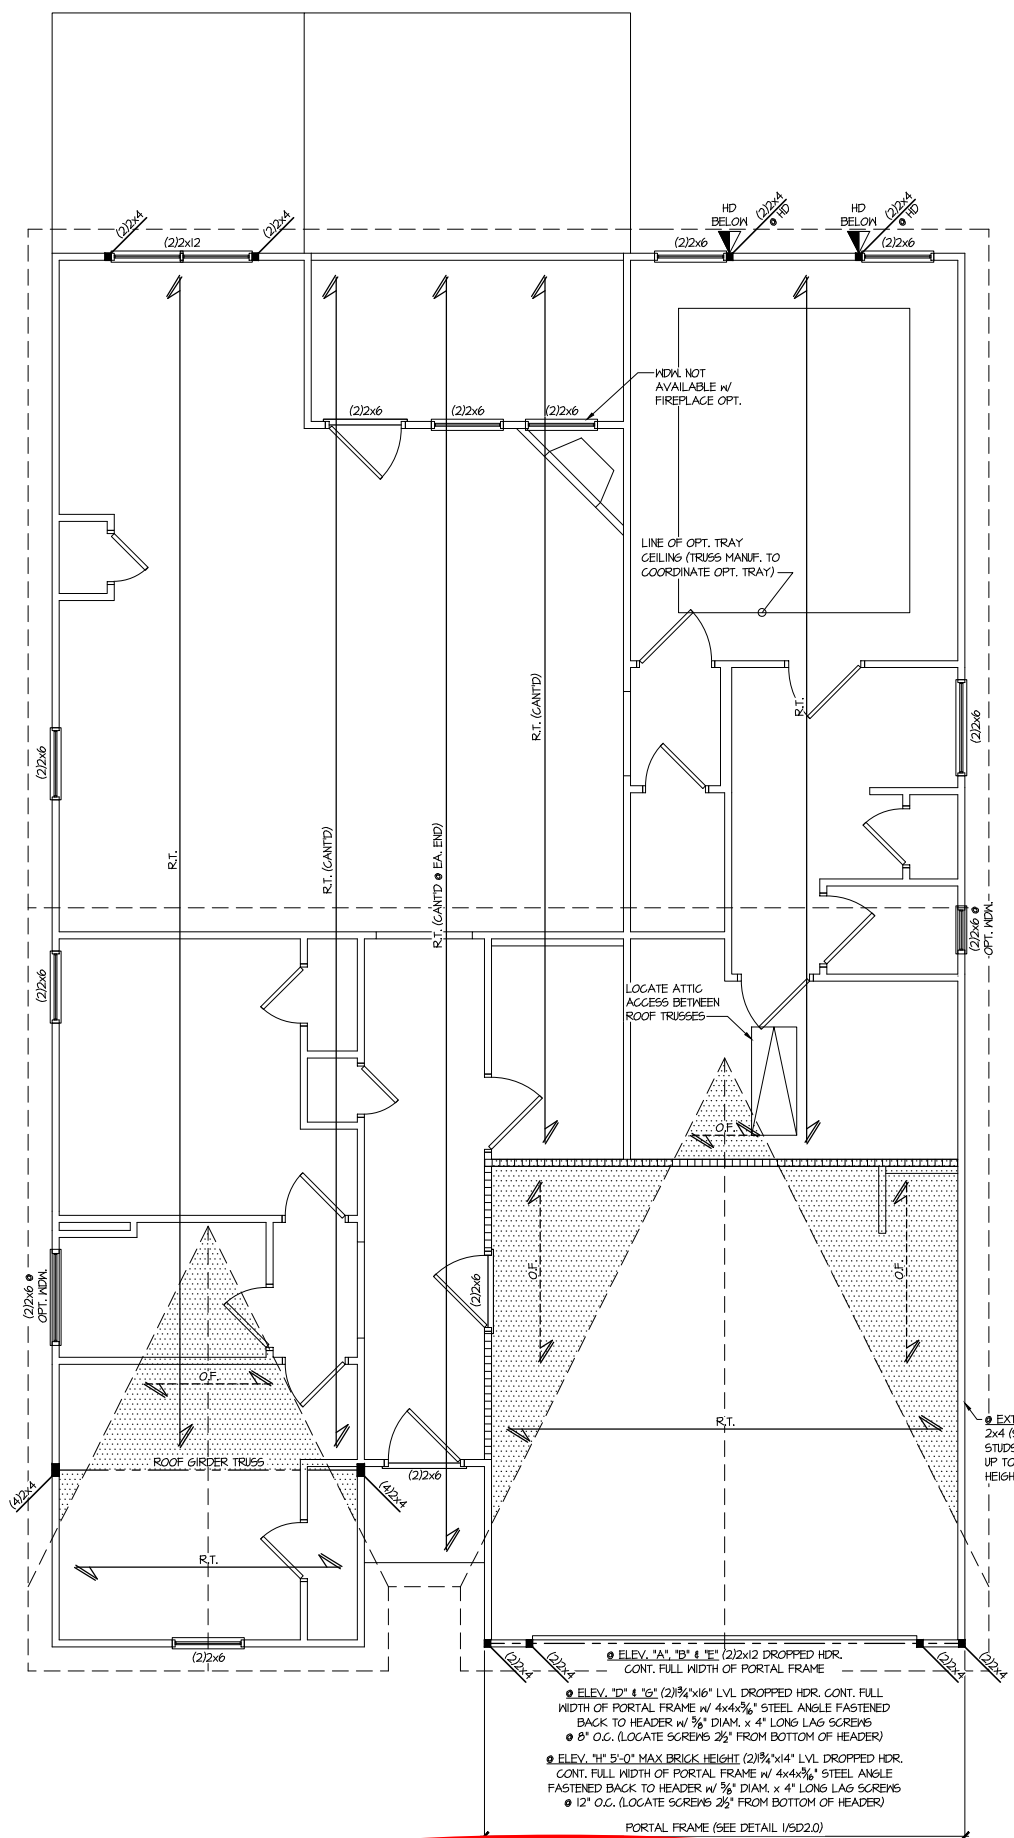 (2)2x4
(2)2x12
(2)2x4
HD
BELOW
(2)2x4
@ HD
HD
BELOW
(2)2x4
@ HD
(2)2x6
(2)2x6
WDW. NOT
AVAILABLE w/
FIREPLACE OPT.
(2)2x6
(2)2x6
(2)2x6
LINE OF OPT. TRAY
CEILING (TRUSS MANUF. TO
COORDINATE OPT. TRAY)
R.T. (CANT'D)
R.T.
(2)2x6
(2)2x6
R.T.
R.T. (CANT'D)
R.T. (CANT'D @ EA. END)
(2)2x6 @
OPT. WDW.
(2)2x6
LOCATE ATTIC
ACCESS BETWEEN
ROOF TRUSSES
O.F.
(2)2x6 @
OPT. WDW.
(2)2x6
O.F.
O.F.
O.F.
R.T.
@ EXT
2x4 (S
STUDS
UP TO
HEIGH
ROOF GIRDER TRUSS
(4)2x4
(4)2x4
(2)2x6
R.T.
(2)2x6
(2)2x4
(2)2x4
(2)2x4
(2)2x4
@ ELEV. "A", "B" & "E" (2)2x12 DROPPED HDR.
CONT. FULL WIDTH OF PORTAL FRAME
@ ELEV. "D" & "G" (2)1¾"x16" LVL DROPPED HDR. CONT. FULL
WIDTH OF PORTAL FRAME w/ 4x4x5/16" STEEL ANGLE FASTENED
BACK TO HEADER w/ 5/8" DIAM. x 4" LONG LAG SCREWS
@ 8" O.C. (LOCATE SCREWS 2½" FROM BOTTOM OF HEADER)
@ ELEV. "H" 5'-0" MAX BRICK HEIGHT (2)1¾"x14" LVL DROPPED HDR.
CONT. FULL WIDTH OF PORTAL FRAME w/ 4x4x5/16" STEEL ANGLE
FASTENED BACK TO HEADER w/ 5/8" DIAM. x 4" LONG LAG SCREWS
@ 12" O.C. (LOCATE SCREWS 2½" FROM BOTTOM OF HEADER)
PORTAL FRAME (SEE DETAIL 1/SD2.0)